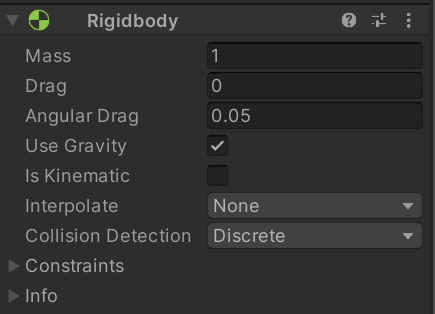 Rigidbody
Mass 1
Drag 0
Angular Drag 0.05
Use Gravity
Is Kinematic
Interpolate None
Collision Detection Discrete
Constraints
Info